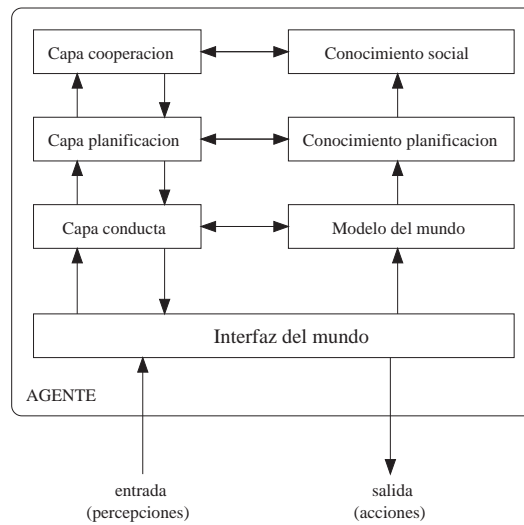 Capa cooperacion
Conocimiento social
Capa planificacion
Conocimiento planificacion
Capa conducta
Modelo del mundo
Interfaz del mundo
AGENTE
entrada
(percepciones)
salida
(acciones)